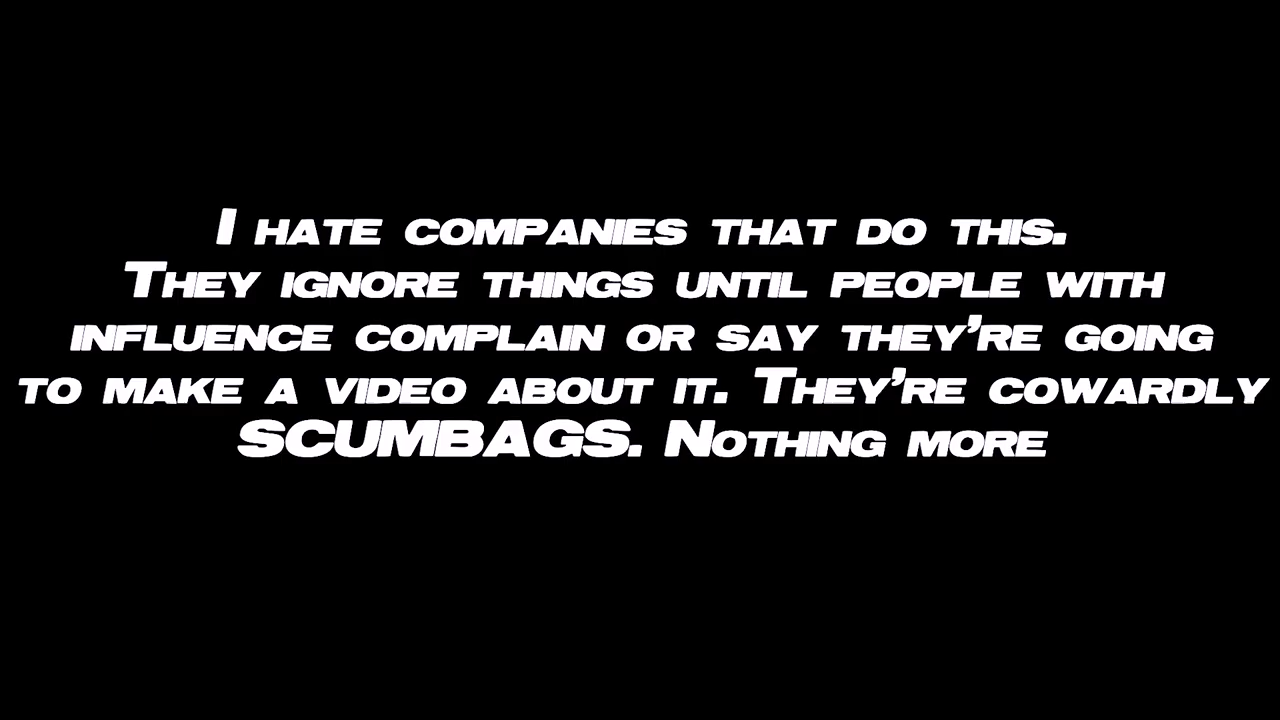 I hate companies that do this.
They ignore things until people with
influence complain or say they're going
to make a video about it. They're cowardly
SCUMBAGS. Nothing more